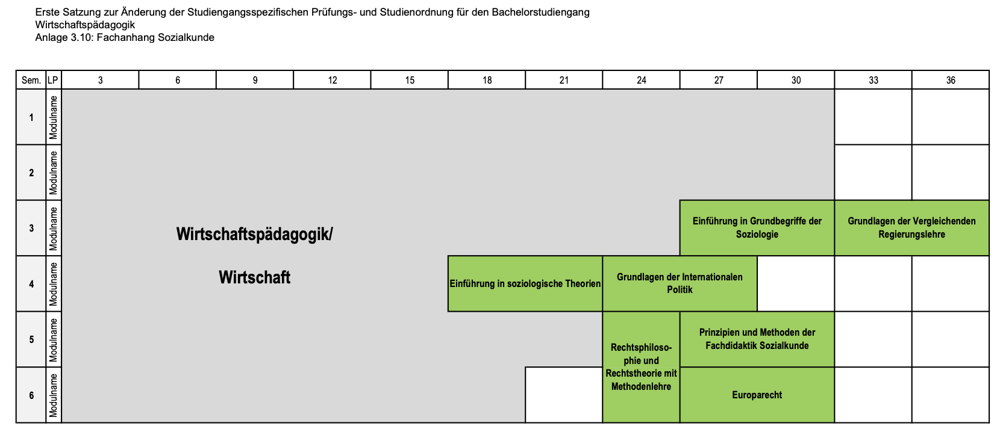 Erste Satzung zur Änderung der Studiengangsspezifischen Prüfungs- und Studienordnung für den Bachelorstudiengang
Wirtschaftspädagogik
Anlage 3.10: Fachanhang Sozialkunde
Sem. LP 3 6 9 12 15 18 21 24 27 30 33 36
1 Modulname
2 Modulname
3 Modulname
Einführung in Grundbegriffe der
Soziologie
Grundlagen der Vergleichenden
Regierungslehre
Wirtschaftspädagogik/
Wirtschaft
4 Modulname
Einführung in soziologische Theorien
Grundlagen der Internationalen
Politik
5 Modulname
Rechtsphiloso-
phie und
Rechtstheorie mit
Methodenlehre
Prinzipien und Methoden der
Fachdidaktik Sozialkunde
6 Modulname
Europarecht